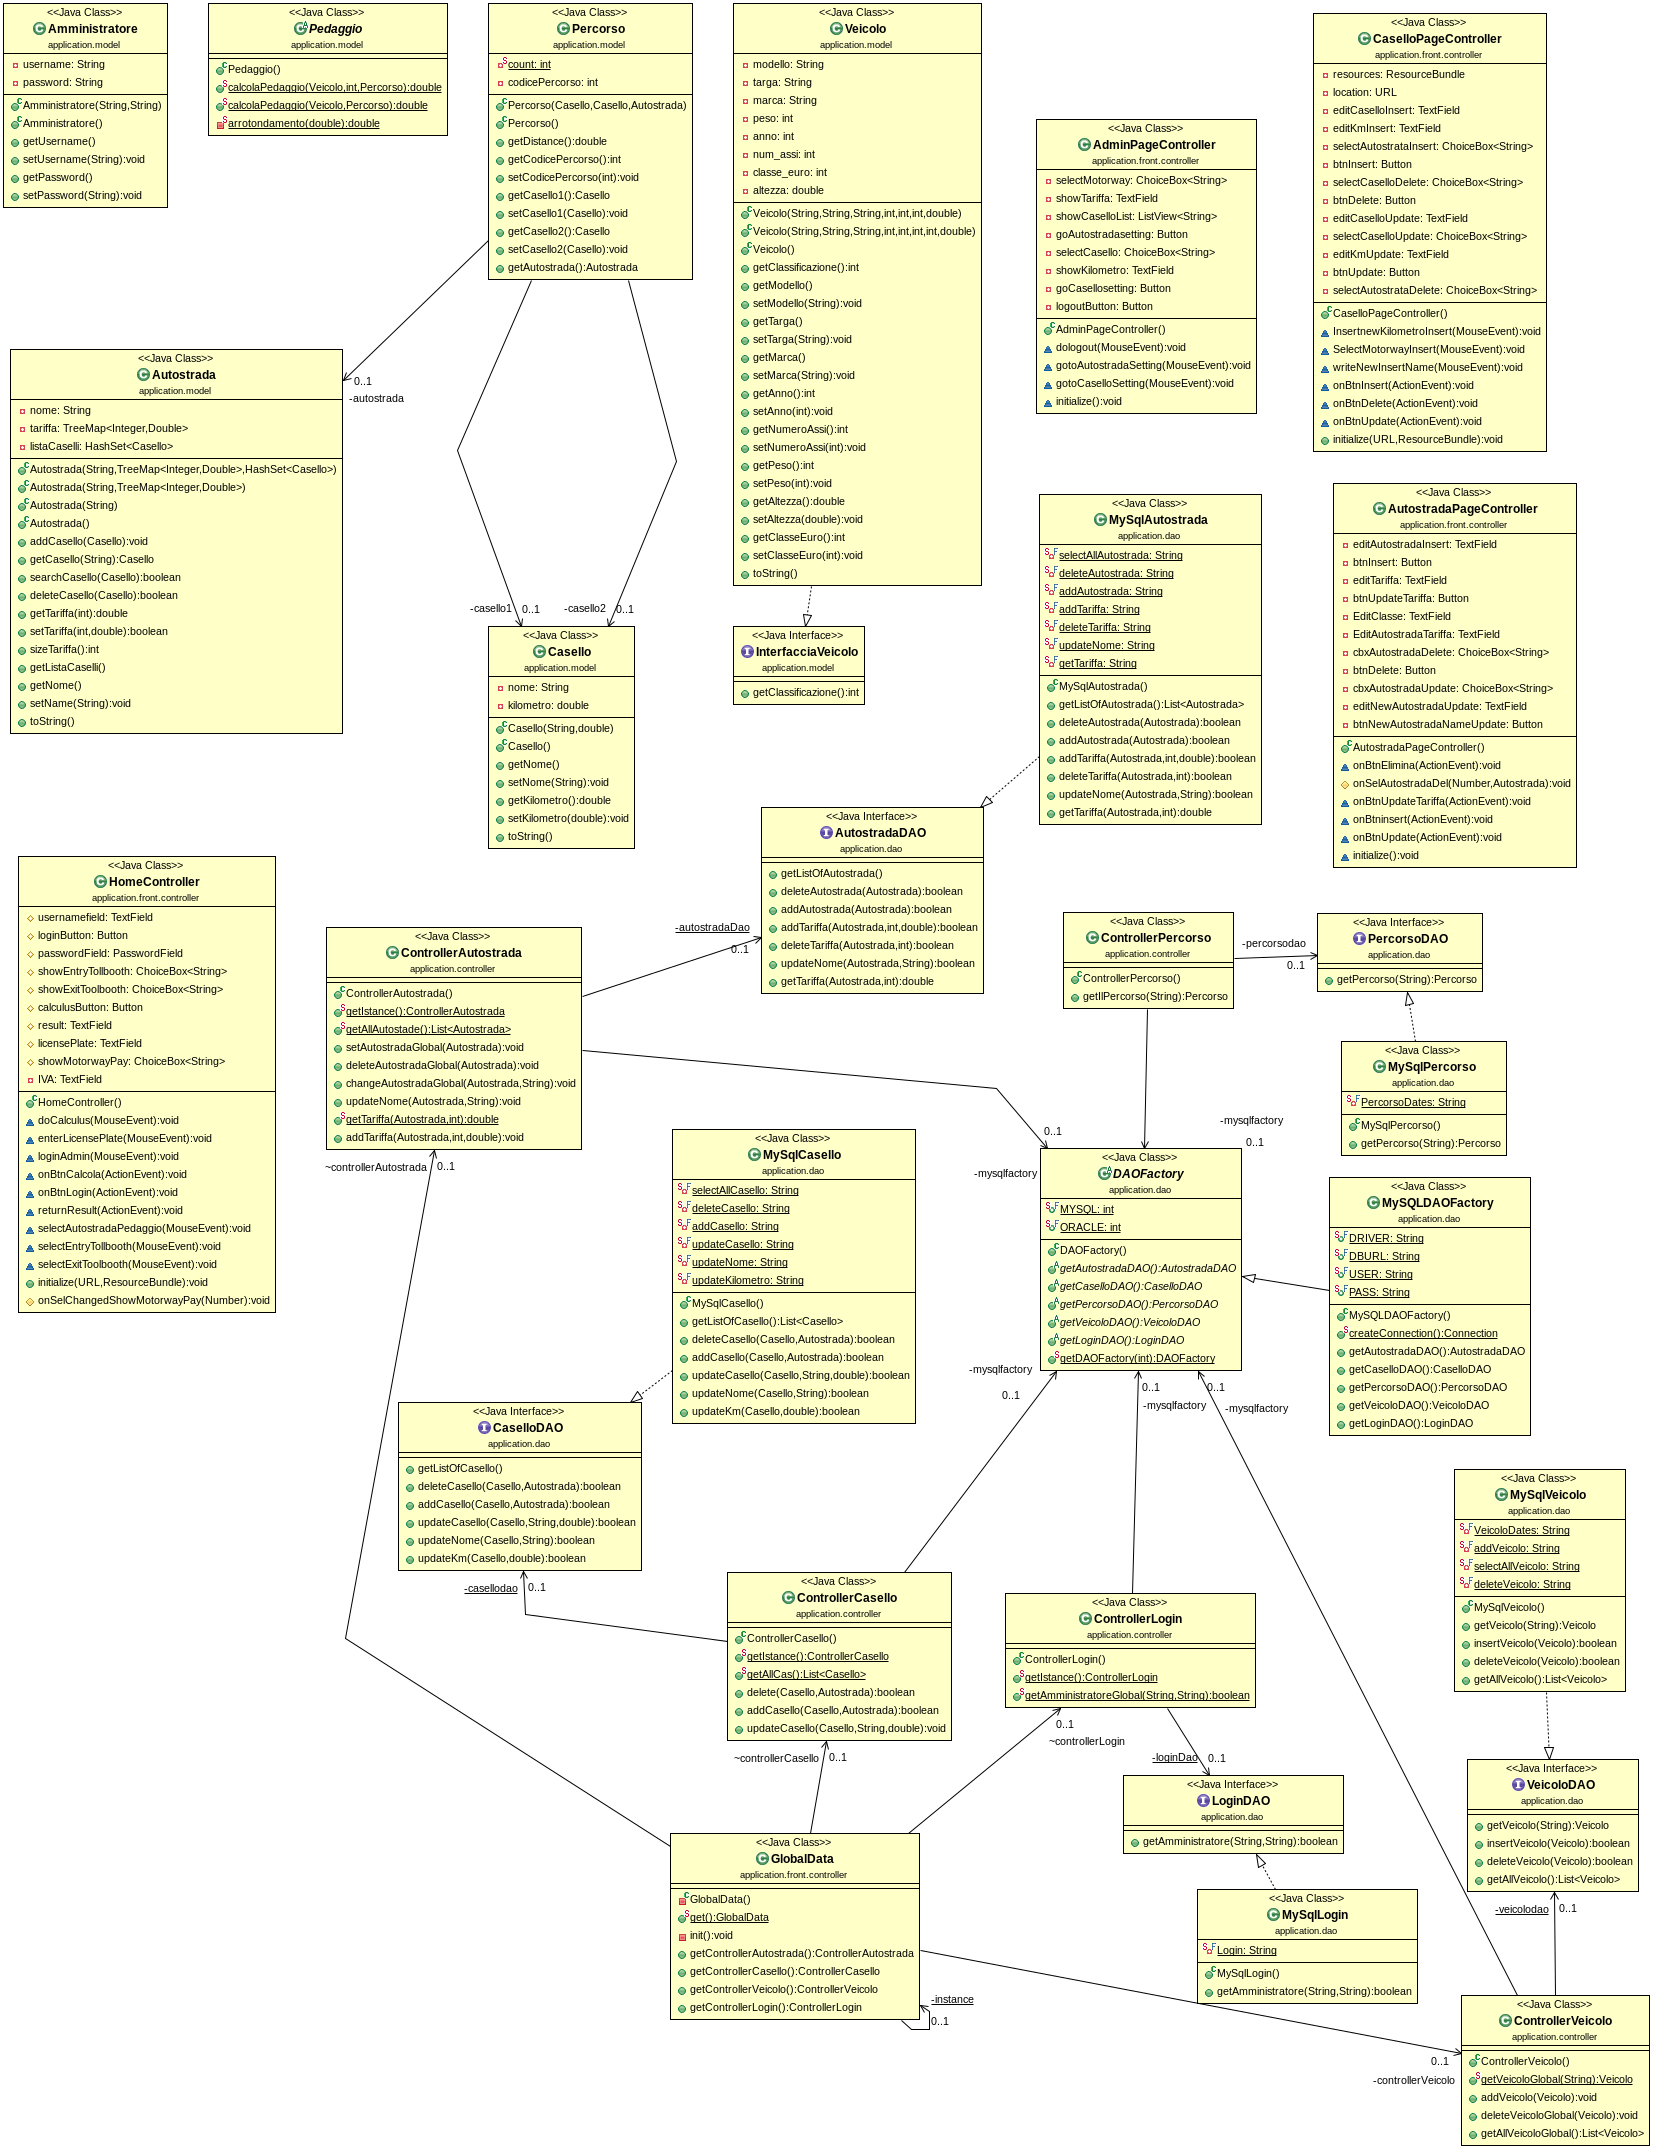 <<Java Class>>
Amministratore
application.model
username: String
password: String
Amministratore(String,String)
Amministratore()
getUsername()
setUsername(String):void
getPassword()
setPassword(String):void
<<Java Class>>
Pedaggio
application.model
Pedaggio()
calcolaPedaggio(Veicolo,int,Percorso):double
calcolaPedaggio(Veicolo,Percorso):double
arrotondamento(double):double
<<Java Class>>
Percorso
application.model
count: int
codicePercorso: int
Percorso(Casello,Casello,Autostrada)
Percorso()
getDistance():double
getCodicePercorso():int
setCodicePercorso(int):void
getCasello1():Casello
setCasello1(Casello):void
getCasello2():Casello
setCasello2(Casello):void
getAutostrada():Autostrada
<<Java Class>>
Veicolo
application.model
modello: String
targa: String
marca: String
peso: int
anno: int
num_assi: int
classe_euro: int
altezza: double
Veicolo(String,String,String,int,int,int,double)
Veicolo(String,String,String,int,int,int,int,double)
Veicolo()
getClassificazione():int
getModello()
setModello(String):void
getTarga()
setTarga(String):void
getMarca()
setMarca(String):void
getAnno():int
setAnno(int):void
getNumeroAssi():int
setNumeroAssi(int):void
getPeso():int
setPeso(int):void
getAltezza():double
setAltezza(double):void
getClasseEuro():int
setClasseEuro(int):void
toString()
<<Java Class>>
AdminPageController
application.front.controller
selectMotorway: ChoiceBox<String>
showTariffa: TextField
showCaselloList: ListView<String>
goAutostradasetting: Button
selectCasello: ChoiceBox<String>
showKilometro: TextField
goCasellosetting: Button
logoutButton: Button
AdminPageController()
dologout(MouseEvent):void
gotoAutostradaSetting(MouseEvent):void
gotoCaselloSetting(MouseEvent):void
initialize():void
<<Java Class>>
CaselloPageController
application.front.controller
resources: ResourceBundle
location: URL
editCaselloInsert: TextField
editKmInsert: TextField
selectAutostrataInsert: ChoiceBox<String>
btnInsert: Button
selectCaselloDelete: ChoiceBox<String>
btnDelete: Button
editCaselloUpdate: TextField
selectCaselloUpdate: ChoiceBox<String>
editKmUpdate: TextField
btnUpdate: Button
selectAutostrataDelete: ChoiceBox<String>
CaselloPageController()
InsertnewKilometroInsert(MouseEvent):void
SelectMotorwayInsert(MouseEvent):void
writeNewInsertName(MouseEvent):void
onBtnInsert(ActionEvent):void
onBtnDelete(ActionEvent):void
onBtnUpdate(ActionEvent):void
initialize(URL,ResourceBundle):void
<<Java Class>>
Autostrada
application.model
nome: String
tariffa: TreeMap<Integer,Double>
listaCaselli: HashSet<Casello>
Autostrada(String,TreeMap<Integer,Double>,HashSet<Casello>)
Autostrada(String,TreeMap<Integer,Double>)
Autostrada(String)
Autostrada()
addCasello(Casello):void
getCasello(String):Casello
searchCasello(Casello):boolean
deleteCasello(Casello):boolean
getTariffa(int):double
setTariffa(int,double):boolean
sizeTariffa():int
getListaCaselli()
getNome()
setName(String):void
toString()
0..1
-autostrada
-casello1
0..1
-casello2
0..1
<<Java Class>>
Casello
application.model
nome: String
kilometro: double
Casello(String,double)
Casello()
getNome()
setNome(String):void
getKilometro():double
setKilometro(double):void
toString()
<<Java Interface>>
InterfacciaVeicolo
application.model
getClassificazione():int
<<Java Class>>
MySqlAutostrada
application.dao
selectAllAutostrada: String
deleteAutostrada: String
addAutostrada: String
addTariffa: String
deleteTariffa: String
updateNome: String
getTariffa: String
MySqlAutostrada()
getListOfAutostrada():List<Autostrada>
deleteAutostrada(Autostrada):boolean
addAutostrada(Autostrada):boolean
addTariffa(Autostrada,int,double):boolean
deleteTariffa(Autostrada,int):boolean
updateNome(Autostrada,String):boolean
getTariffa(Autostrada,int):double
<<Java Class>>
AutostradaPageController
application.front.controller
editAutostradaInsert: TextField
btnInsert: Button
editTariffa: TextField
btnUpdateTariffa: Button
EditClasse: TextField
EditAutostradaTariffa: TextField
cbxAutostradaDelete: ChoiceBox<String>
btnDelete: Button
cbxAutostradaUpdate: ChoiceBox<String>
editNewAutostradaUpdate: TextField
btnNewAutostradaNameUpdate: Button
AutostradaPageController()
onBtnElimina(ActionEvent):void
onSelAutostradaDel(Number,Autostrada):void
onBtnUpdateTariffa(ActionEvent):void
onBtninsert(ActionEvent):void
onBtnUpdate(ActionEvent):void
initialize():void
<<Java Interface>>
AutostradaDAO
application.dao
getListOfAutostrada()
deleteAutostrada(Autostrada):boolean
addAutostrada(Autostrada):boolean
addTariffa(Autostrada,int,double):boolean
deleteTariffa(Autostrada,int):boolean
updateNome(Autostrada,String):boolean
getTariffa(Autostrada,int):double
<<Java Class>>
HomeController
application.front.controller
usernamefield: TextField
loginButton: Button
passwordField: PasswordField
showEntryTollbooth: ChoiceBox<String>
showExitToolbooth: ChoiceBox<String>
calculusButton: Button
result: TextField
licensePlate: TextField
showMotorwayPay: ChoiceBox<String>
IVA: TextField
HomeController()
doCalculus(MouseEvent):void
enterLicensePlate(MouseEvent):void
loginAdmin(MouseEvent):void
onBtnCalcola(ActionEvent):void
onBtnLogin(ActionEvent):void
returnResult(ActionEvent):void
selectAutostradaPedaggio(MouseEvent):void
selectEntryTollbooth(MouseEvent):void
selectExitToolbooth(MouseEvent):void
initialize(URL,ResourceBundle):void
onSelChangedShowMotorwayPay(Number):void
<<Java Class>>
ControllerAutostrada
application.controller
ControllerAutostrada()
getIstance():ControllerAutostrada
getAllAutostade():List<Autostrada>
setAutostradaGlobal(Autostrada):void
deleteAutostradaGlobal(Autostrada):void
changeAutostradaGlobal(Autostrada,String):void
updateNome(Autostrada,String):void
getTariffa(Autostrada,int):double
addTariffa(Autostrada,int,double):void
-autostradaDao
0..1
<<Java Class>>
ControllerPercorso
application.controller
ControllerPercorso()
getIlPercorso(String):Percorso
-percorsodao
0..1
<<Java Interface>>
PercorsoDAO
application.dao
getPercorso(String):Percorso
<<Java Class>>
MySqlPercorso
application.dao
PercorsoDates: String
MySqlPercorso()
getPercorso(String):Percorso
~controllerAutostrada
0..1
<<Java Class>>
MySqlCasello
application.dao
selectAllCasello: String
deleteCasello: String
addCasello: String
updateCasello: String
updateNome: String
updateKilometro: String
MySqlCasello()
getListOfCasello():List<Casello>
deleteCasello(Casello,Autostrada):boolean
addCasello(Casello,Autostrada):boolean
updateCasello(Casello,String,double):boolean
updateNome(Casello,String):boolean
updateKm(Casello,double):boolean
0..1
-mysqlfactory
-mysqlfactory
0..1
<<Java Class>>
DAOFactory
application.dao
MYSQL: int
ORACLE: int
DAOFactory()
getAutostradaDAO():AutostradaDAO
getCaselloDAO():CaselloDAO
getPercorsoDAO():PercorsoDAO
getVeicoloDAO():VeicoloDAO
getLoginDAO():LoginDAO
getDAOFactory(int):DAOFactory
<<Java Class>>
MySQLDAOFactory
application.dao
DRIVER: String
DBURL: String
USER: String
PASS: String
MySQLDAOFactory()
createConnection():Connection
getAutostradaDAO():AutostradaDAO
getCaselloDAO():CaselloDAO
getPercorsoDAO():PercorsoDAO
getVeicoloDAO():VeicoloDAO
getLoginDAO():LoginDAO
-mysqlfactory
0..1
0..1
-mysqlfactory
0..1
-mysqlfactory
<<Java Interface>>
CaselloDAO
application.dao
getListOfCasello()
deleteCasello(Casello,Autostrada):boolean
addCasello(Casello,Autostrada):boolean
updateCasello(Casello,String,double):boolean
updateNome(Casello,String):boolean
updateKm(Casello,double):boolean
-casellodao
0..1
<<Java Class>>
ControllerCasello
application.controller
ControllerCasello()
getIstance():ControllerCasello
getAllCas():List<Casello>
delete(Casello,Autostrada):boolean
addCasello(Casello,Autostrada):boolean
updateCasello(Casello,String,double):void
~controllerCasello
0..1
<<Java Class>>
ControllerLogin
application.controller
ControllerLogin()
getIstance():ControllerLogin
getAmministratoreGlobal(String,String):boolean
0..1
~controllerLogin
-loginDao
0..1
<<Java Class>>
MySqlVeicolo
application.dao
VeicoloDates: String
addVeicolo: String
selectAllVeicolo: String
deleteVeicolo: String
MySqlVeicolo()
getVeicolo(String):Veicolo
insertVeicolo(Veicolo):boolean
deleteVeicolo(Veicolo):boolean
getAllVeicolo():List<Veicolo>
<<Java Interface>>
LoginDAO
application.dao
getAmministratore(String,String):boolean
<<Java Interface>>
VeicoloDAO
application.dao
getVeicolo(String):Veicolo
insertVeicolo(Veicolo):boolean
deleteVeicolo(Veicolo):boolean
getAllVeicolo():List<Veicolo>
-veicolodao
0..1
<<Java Class>>
GlobalData
application.front.controller
GlobalData()
get():GlobalData
init():void
getControllerAutostrada():ControllerAutostrada
getControllerCasello():ControllerCasello
getControllerVeicolo():ControllerVeicolo
getControllerLogin():ControllerLogin
-instance
0..1
<<Java Class>>
MySqlLogin
application.dao
Login: String
MySqlLogin()
getAmministratore(String,String):boolean
0..1
-controllerVeicolo
<<Java Class>>
ControllerVeicolo
application.controller
ControllerVeicolo()
getVeicoloGlobal(String):Veicolo
addVeicolo(Veicolo):void
deleteVeicoloGlobal(Veicolo):void
getAllVeicoloGlobal():List<Veicolo>